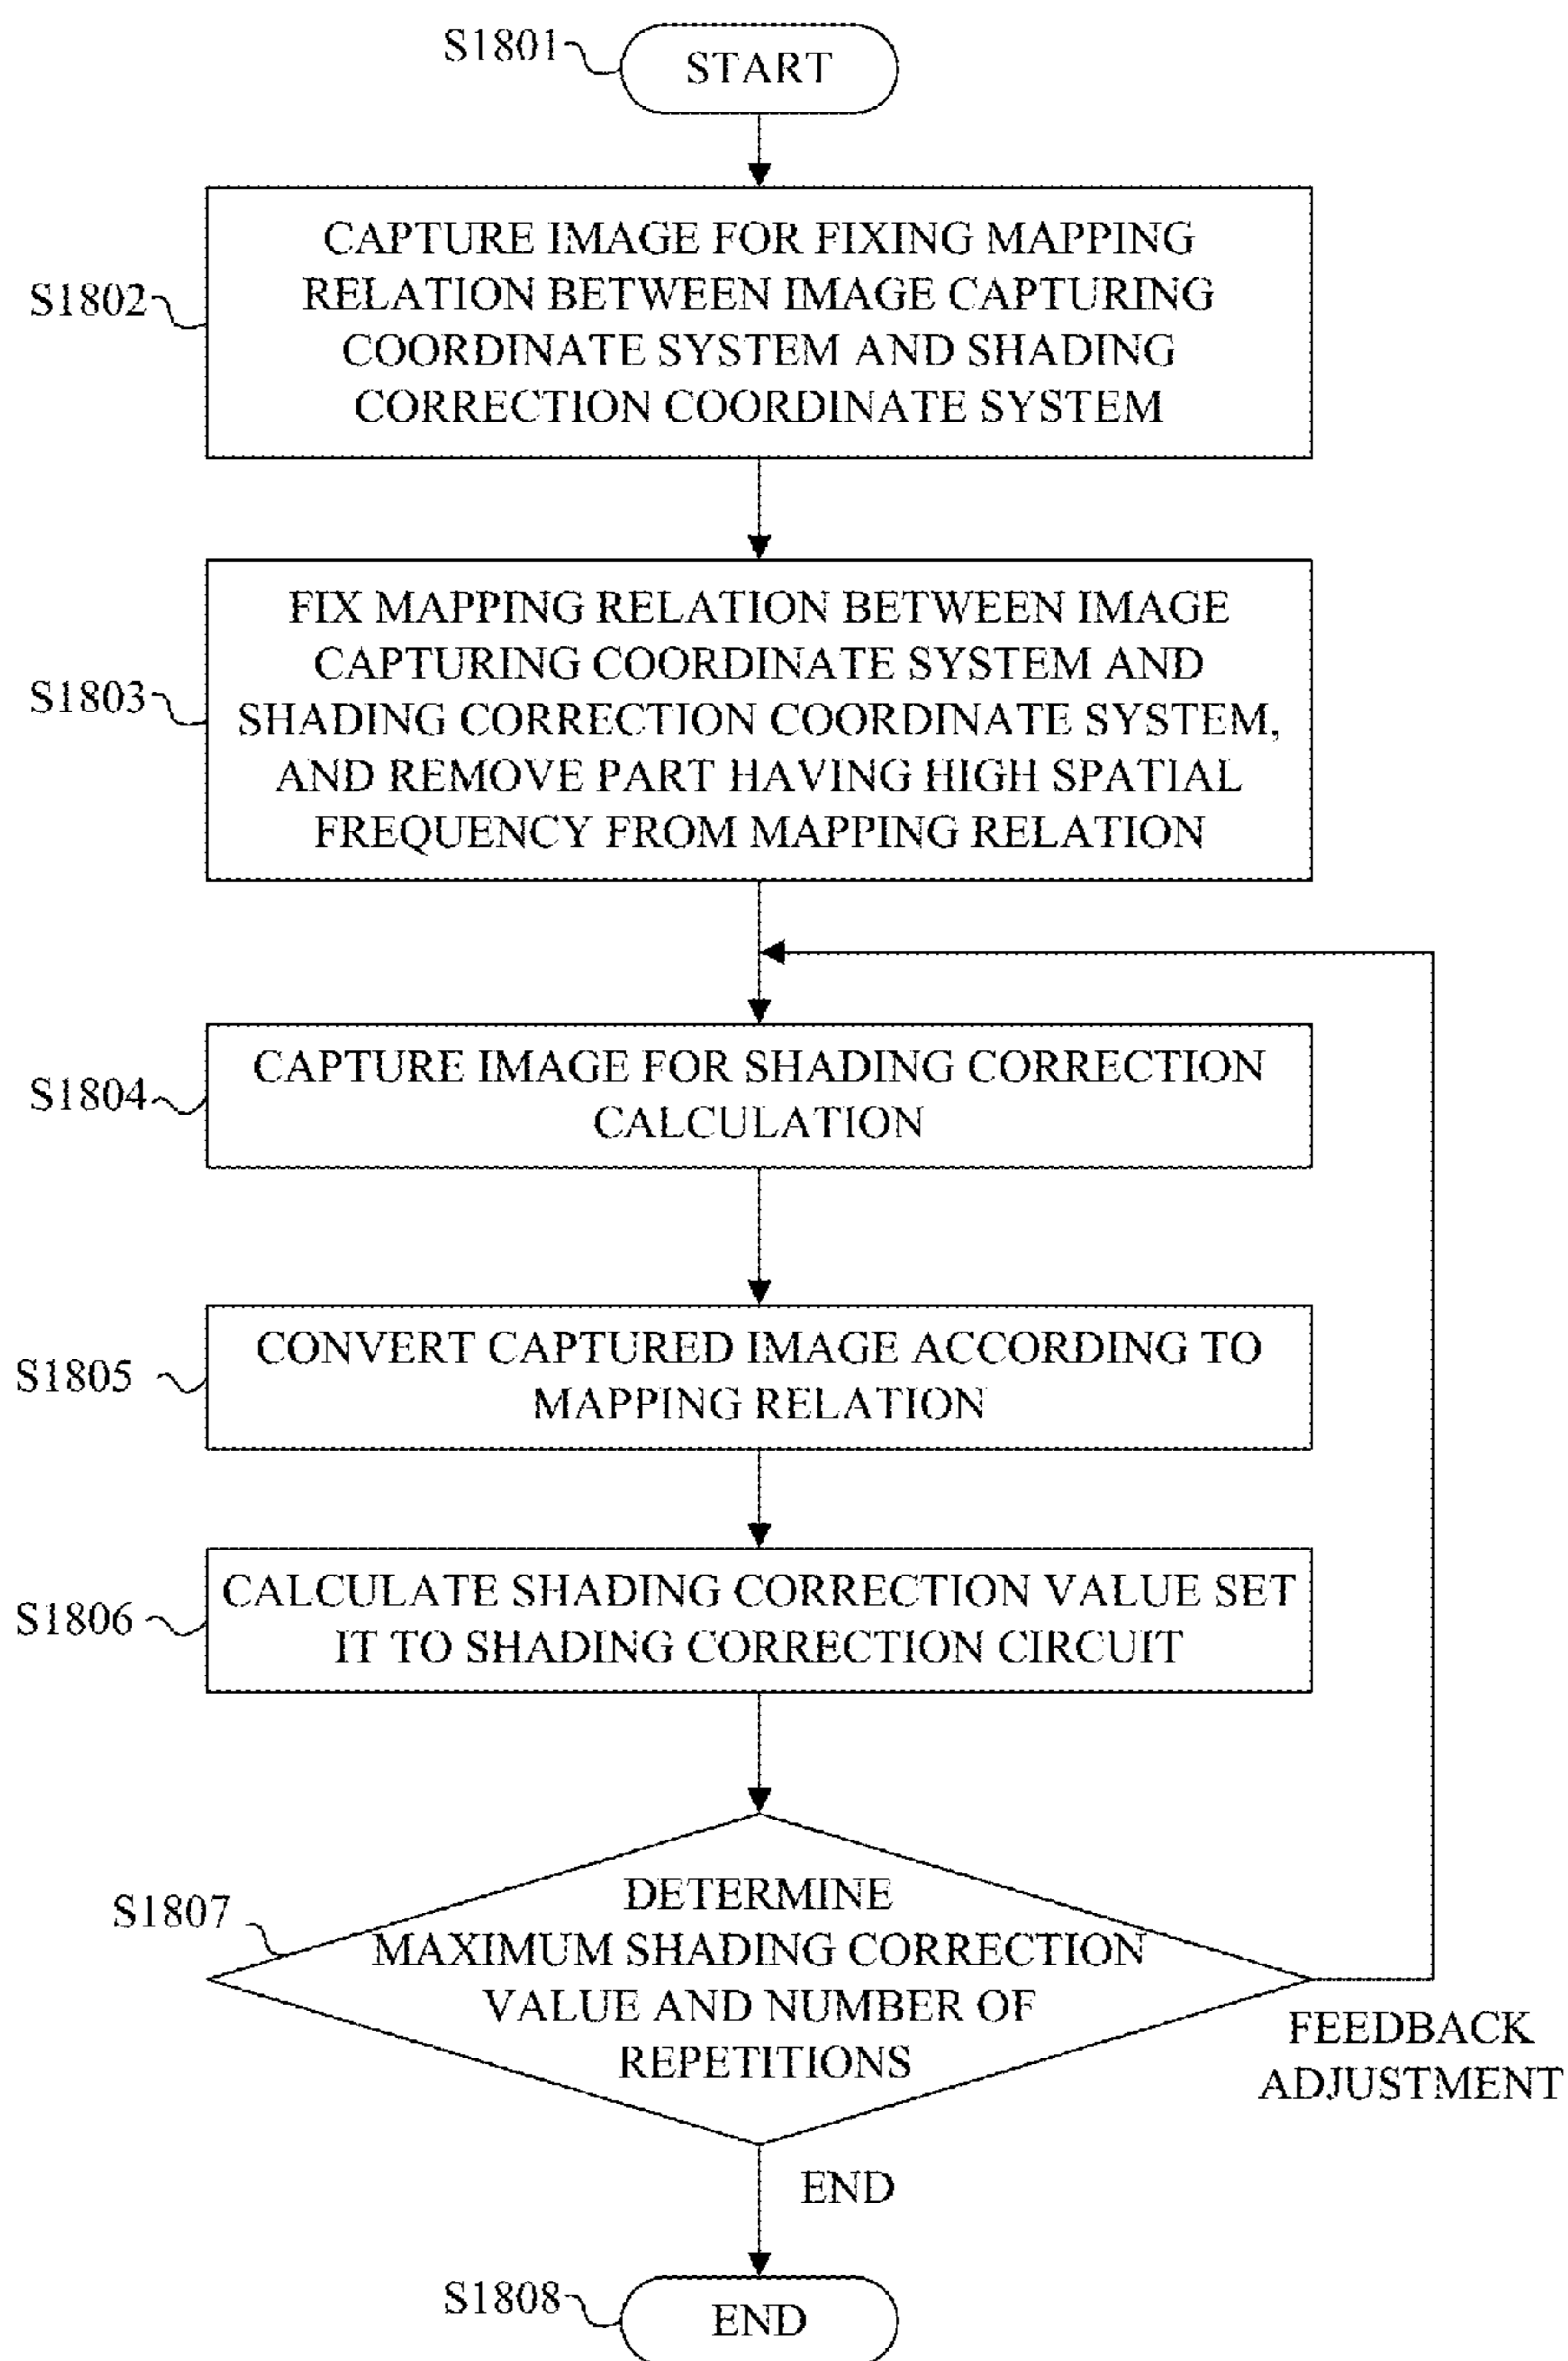 S1801
START
S1802
CAPTURE IMAGE FOR FIXING MAPPING
RELATION BETWEEN IMAGE CAPTURING
COORDINATE SYSTEM AND SHADING
CORRECTION COORDINATE SYSTEM
S1803
FIX MAPPING RELATION BETWEEN IMAGE
CAPTURING COORDINATE SYSTEM AND
SHADING CORRECTION COORDINATE SYSTEM,
AND REMOVE PART HAVING HIGH SPATIAL
FREQUENCY FROM MAPPING RELATION
S1804
CAPTURE IMAGE FOR SHADING CORRECTION
CALCULATION
S1805
CONVERT CAPTURED IMAGE ACCORDING TO
MAPPING RELATION
S1806
CALCULATE SHADING CORRECTION VALUE SET
IT TO SHADING CORRECTION CIRCUIT
S1807
DETERMINE
MAXIMUM SHADING CORRECTION
VALUE AND NUMBER OF
REPETITIONS
FEEDBACK
ADJUSTMENT
END
S1808
END